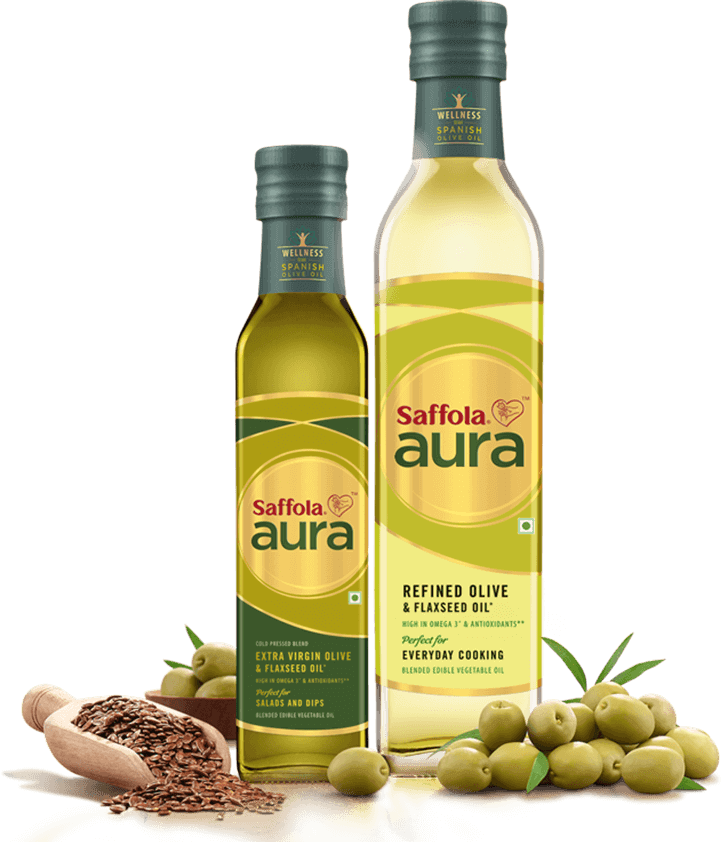 WELLNESS
SPANISH
OLIVE OIL
Saffola
aura
COLD PRESSED BLEND
EXTRA VIRGIN OLIVE
& FLAXSEED OIL*
HIGH IN OMEGA 3^ & ANTIOXIDANTS**
Perfect for
SALADS AND DIPS
BLENDED EDIBLE VEGETABLE OIL
WELLNESS
SPANISH
OLIVE OIL
Saffola ™
aura
REFINED OLIVE
& FLAXSEED OIL*
HIGH IN OMEGA 3^ & ANTIOXIDANTS**
Perfect for
EVERYDAY COOKING
BLENDED EDIBLE VEGETABLE OIL